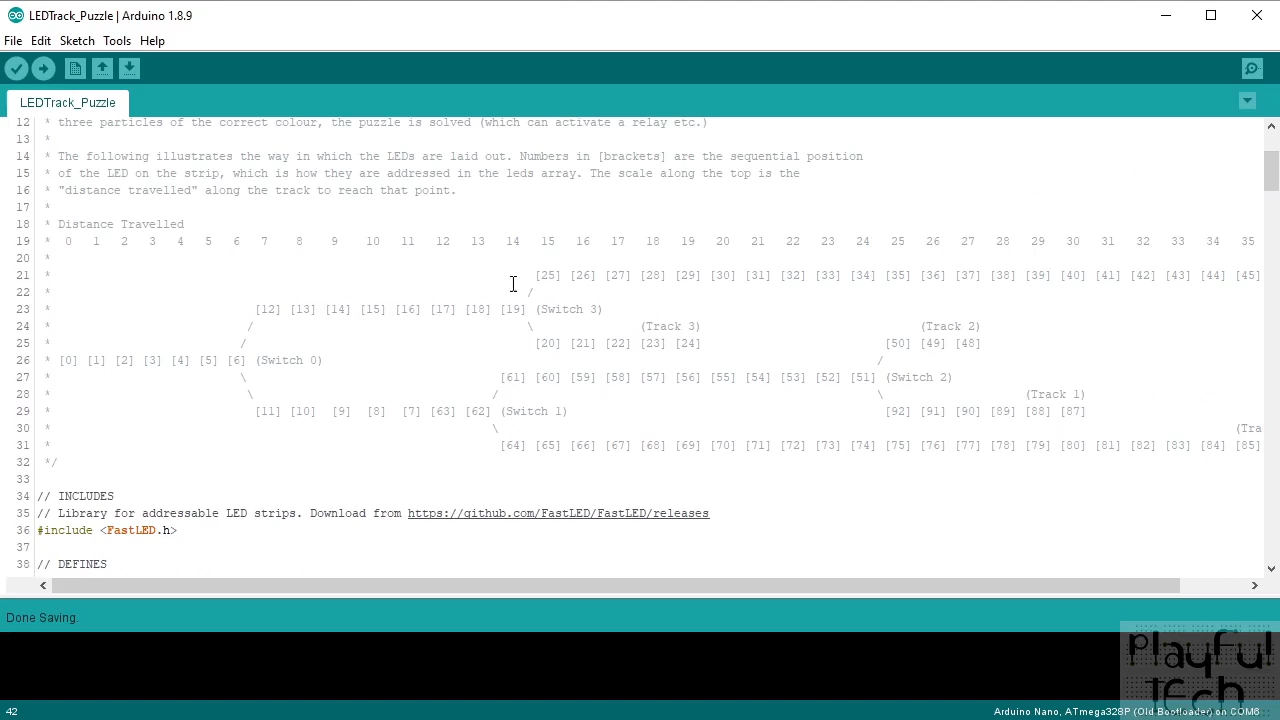 LEDTrack_Puzzle | Arduino 1.8.9
File Edit Sketch Tools Help
LEDTrack_Puzzle
12 * three particles of the correct colour, the puzzle is solved (which can activate a relay etc.)
13 *
14 * The following illustrates the way in which the LEDs are laid out. Numbers in [brackets] are the sequential position
15 * of the LED on the strip, which is how they are addressed in the leds array. The scale along the top is the
16 * "distance travelled" along the track to reach that point.
17 *
18 * Distance Travelled
19 * 0 1 2 3 4 5 6 7 8 9 10 11 12 13 14 15 16 17 18 19 20 21 22 23 24 25 26 27 28 29 30 31 32 33 34 35
20 *
21 * [25] [26] [27] [28] [29] [30] [31] [32] [33] [34] [35] [36] [37] [38] [39] [40] [41] [42] [43] [44] [45]
22 * /
23 * [12] [13] [14] [15] [16] [17] [18] [19] (Switch 3)
24 * / \ (Track 3) (Track 2)
25 * / [20] [21] [22] [23] [24] [50] [49] [48]
26 * [0] [1] [2] [3] [4] [5] [6] (Switch 0) /
27 * \ [61] [60] [59] [58] [57] [56] [55] [54] [53] [52] [51] (Switch 2)
28 * \ / \ (Track 1)
29 * [11] [10] [9] [8] [7] [63] [62] (Switch 1) [92] [91] [90] [89] [88] [87]
30 * \ (Tra
31 * [64] [65] [66] [67] [68] [69] [70] [71] [72] [73] [74] [75] [76] [77] [78] [79] [80] [81] [82] [83] [84] [85]
32 */
33
34 // INCLUDES
35 // Library for addressable LED strips. Download from https://github.com/FastLED/FastLED/releases
36 #include <FastLED.h>
37
38 // DEFINES
Done Saving.
Playful
Tech
42 Arduino Nano, ATmega328P (Old Bootloader) on COM6